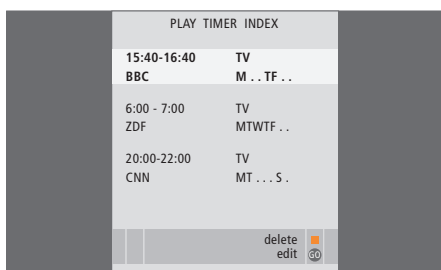 PLAY TIMER INDEX
15:40-16:40 TV
BBC M . . TF . .
6:00 - 7:00 TV
ZDF MTWTF . .
20:00-22:00 TV
CNN MT . . . S .
delete
edit GO